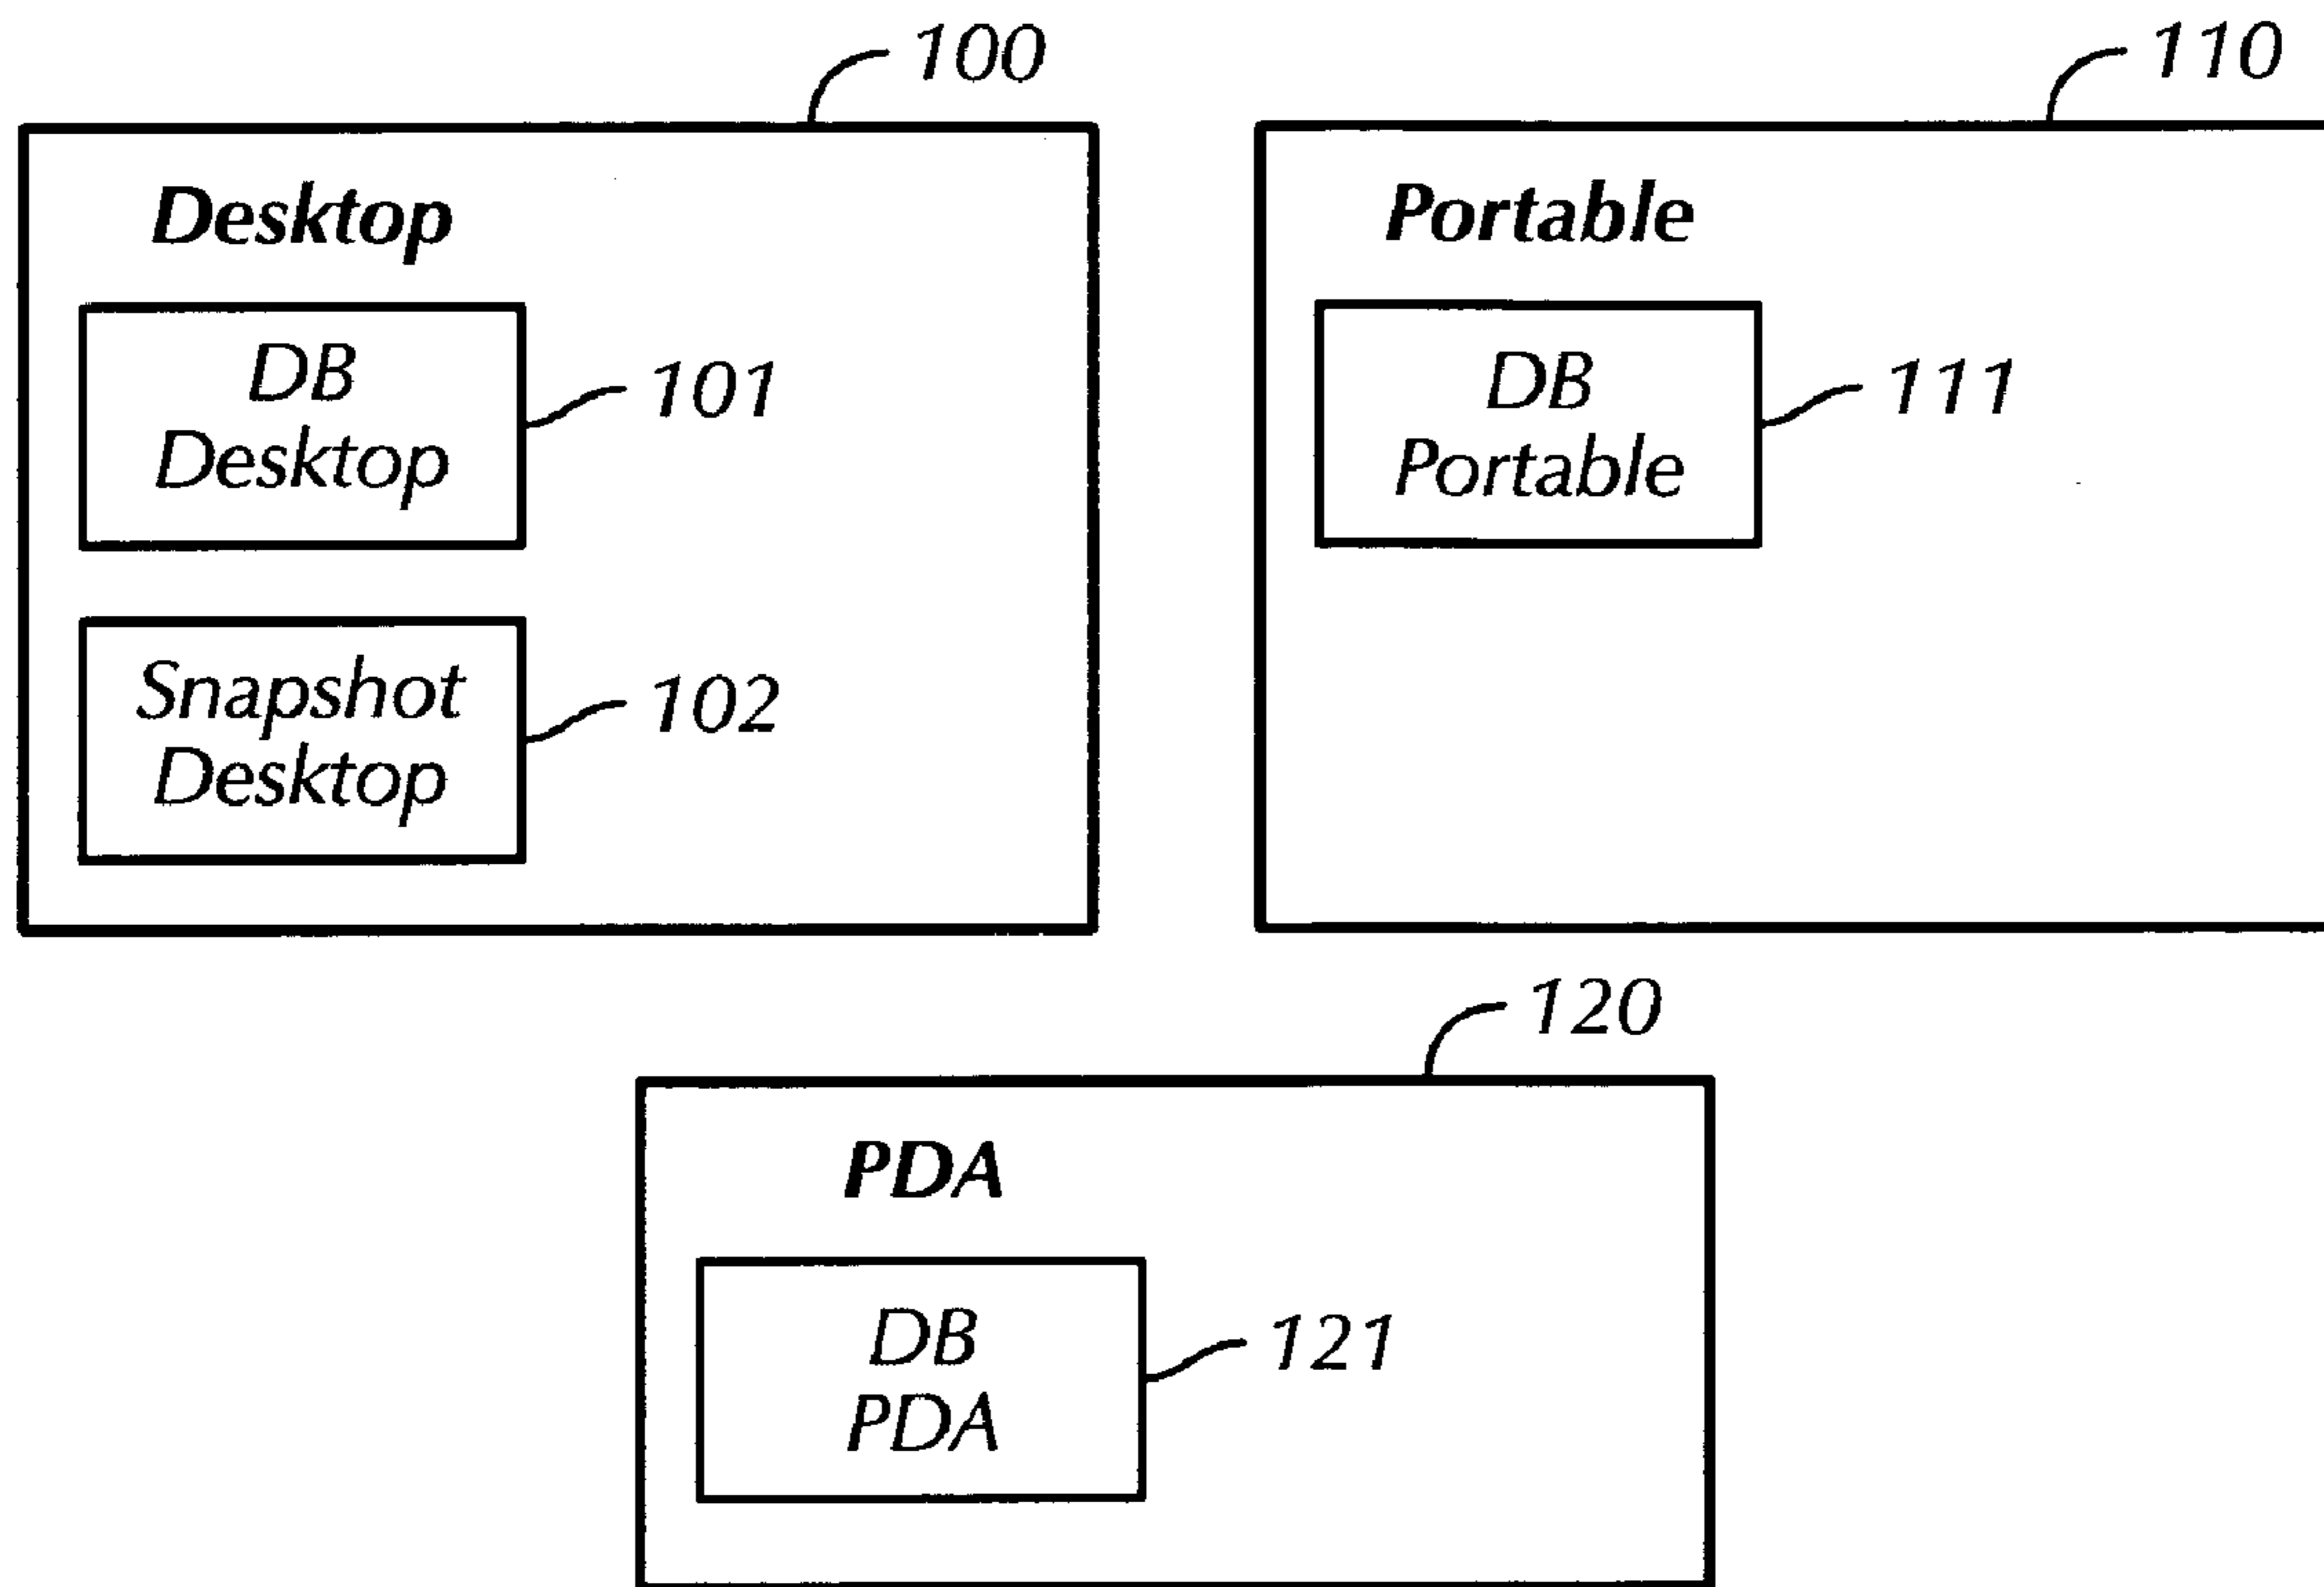 100
110
Desktop
Portable
DB
Desktop
101
DB
Portable
111
Snapshot
Desktop
102
120
PDA
DB
PDA
121